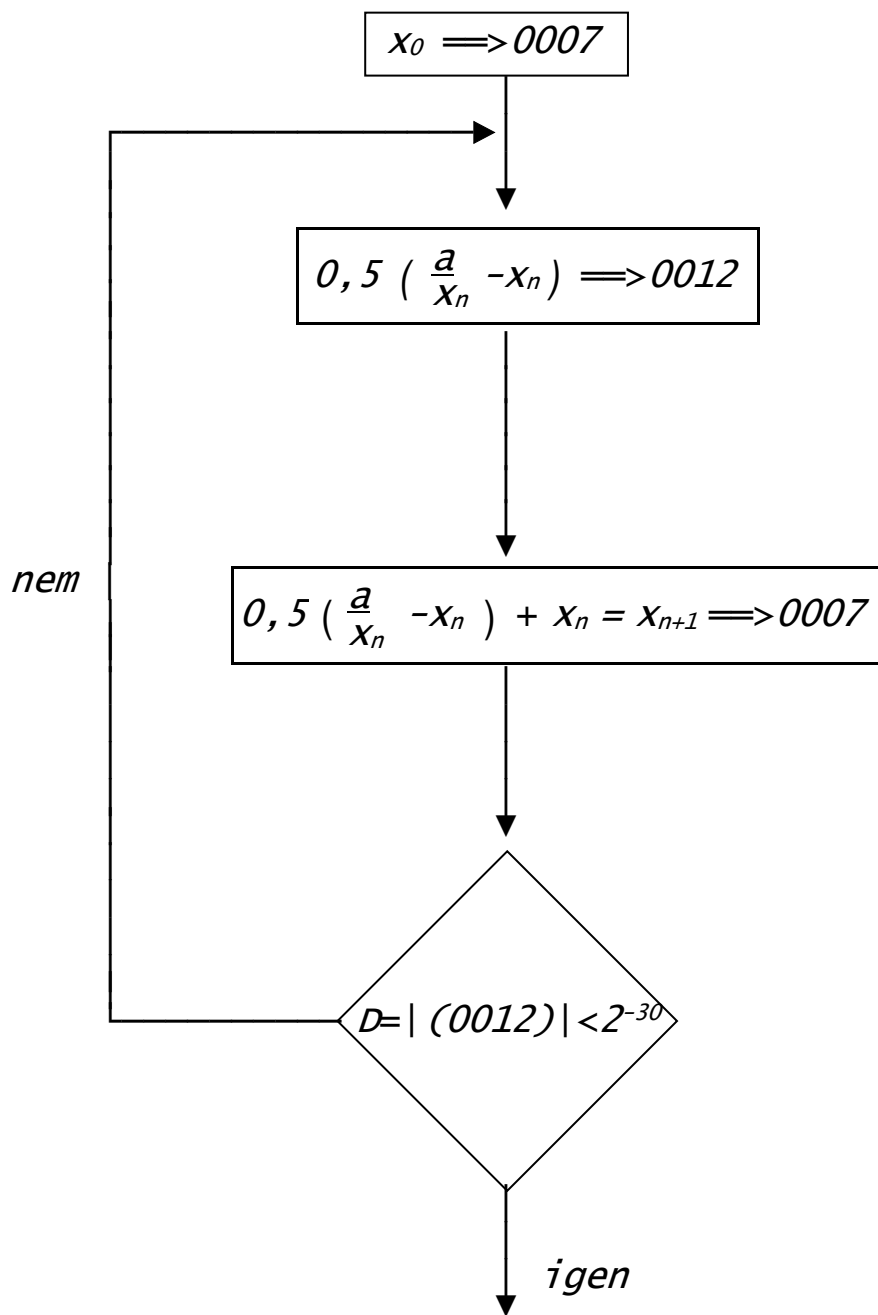 x₀ ⟹0007
0,5 ( a/xₙ -xₙ) ⟹0012
nem
0,5 ( a/xₙ -xₙ ) + xₙ = xₙ₊₁ ⟹0007
D=|(0012)|<2⁻³⁰
igen